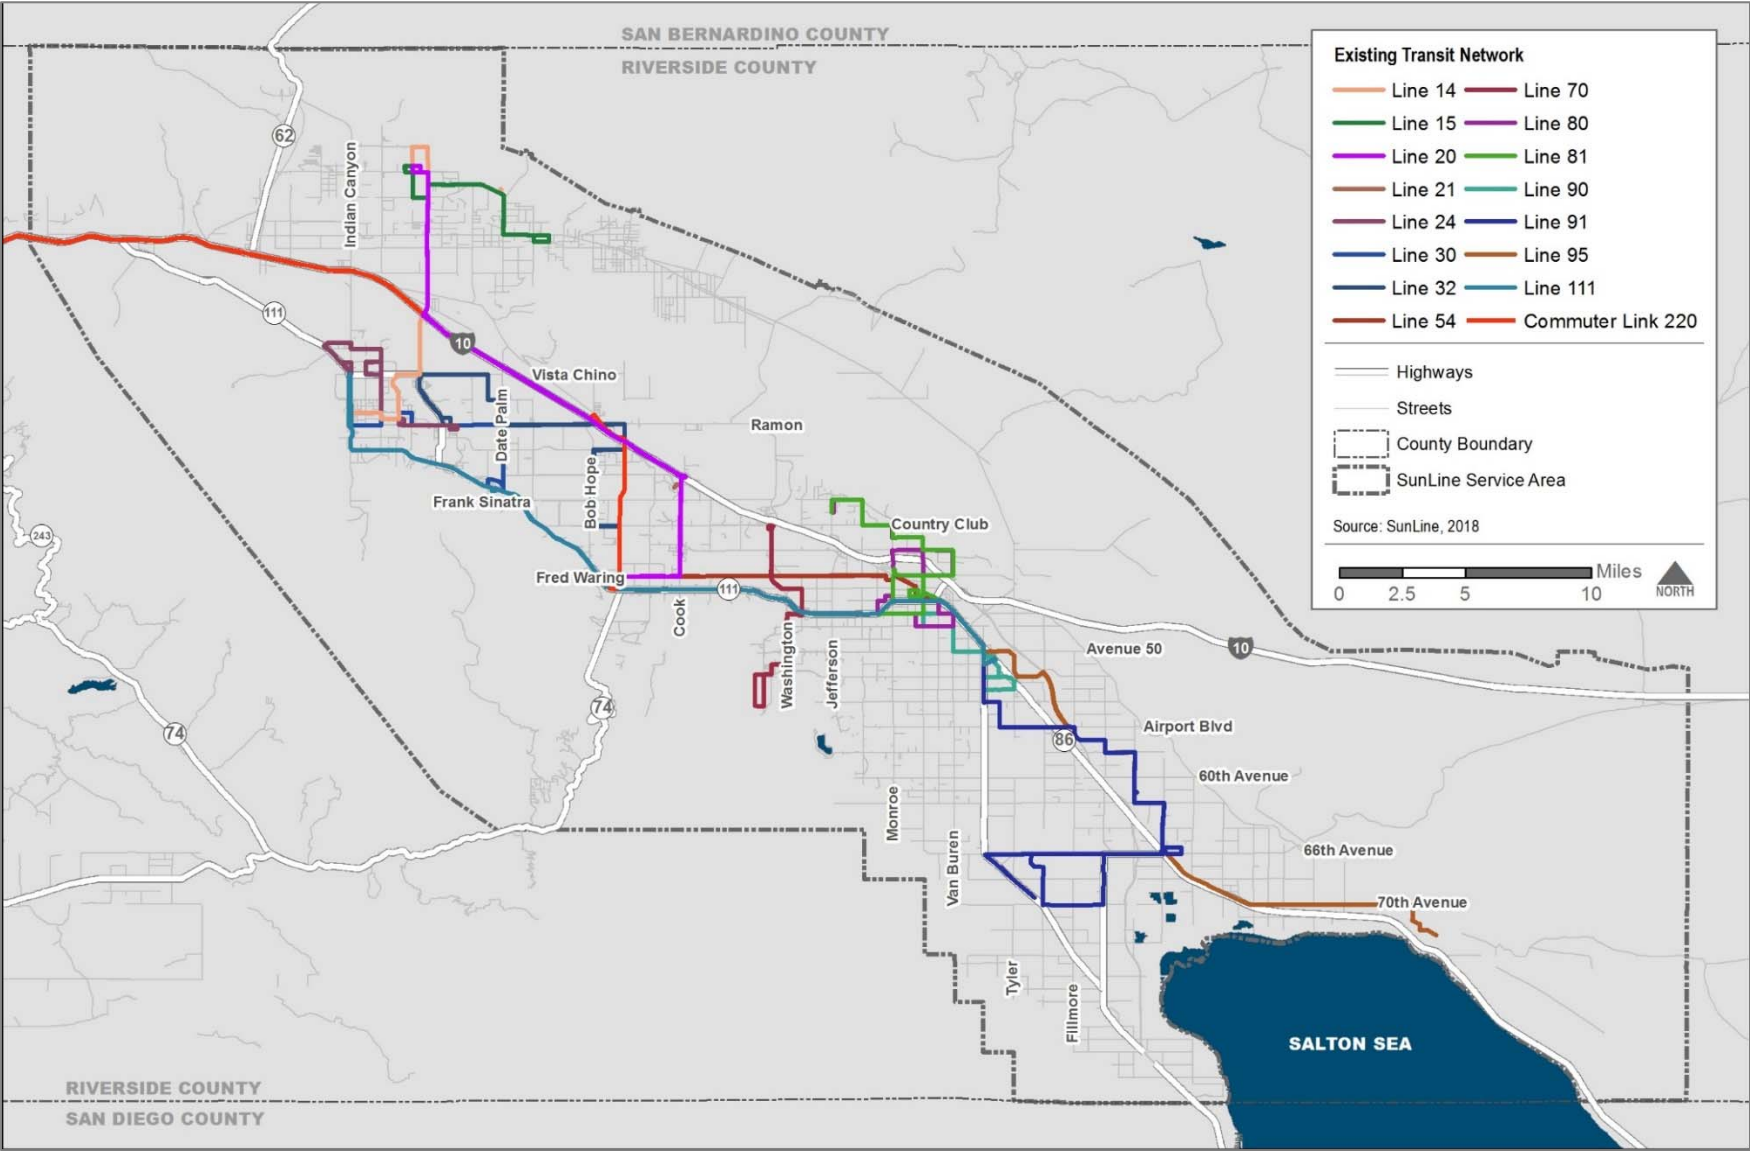 SAN BERNARDINO COUNTY
RIVERSIDE COUNTY
Existing Transit Network
Line 14 Line 70
Line 15 Line 80
Line 20 Line 81
Line 21 Line 90
Line 24 Line 91
Line 30 Line 95
Line 32 Line 111
Line 54 Commuter Link 220
Highways
Streets
County Boundary
SunLine Service Area
Source: SunLine, 2018
Miles
0 2.5 5 10
NORTH
62
Indian Canyon
111
10
Vista Chino
Date Palm
Ramon
Bob Hope
Frank Sinatra
Country Club
243
Fred Waring
111
Cook
Washington
Jefferson
Avenue 50
10
74
74
Airport Blvd
86
60th Avenue
Monroe
Van Buren
66th Avenue
70th Avenue
Tyler
Fillmore
SALTON SEA
RIVERSIDE COUNTY
SAN DIEGO COUNTY